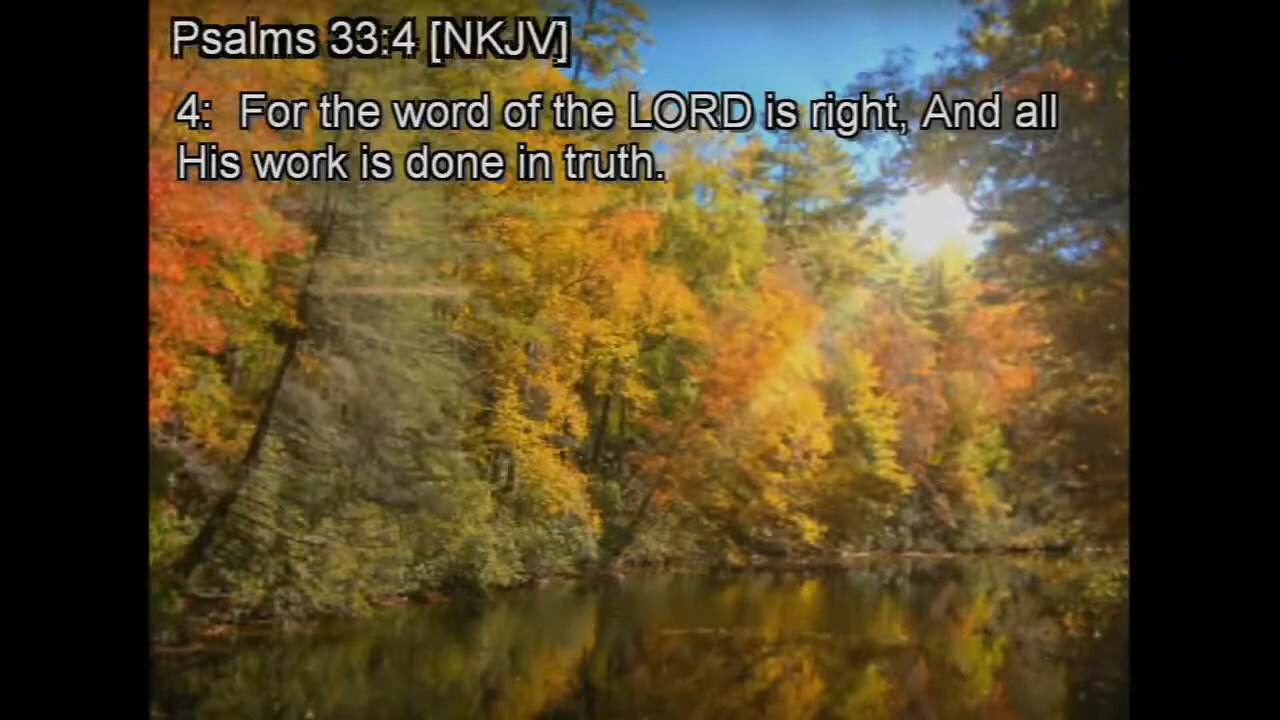 Psalms 33:4 [NKJV]
4: For the word of the LORD is right, And all
His work is done in truth.